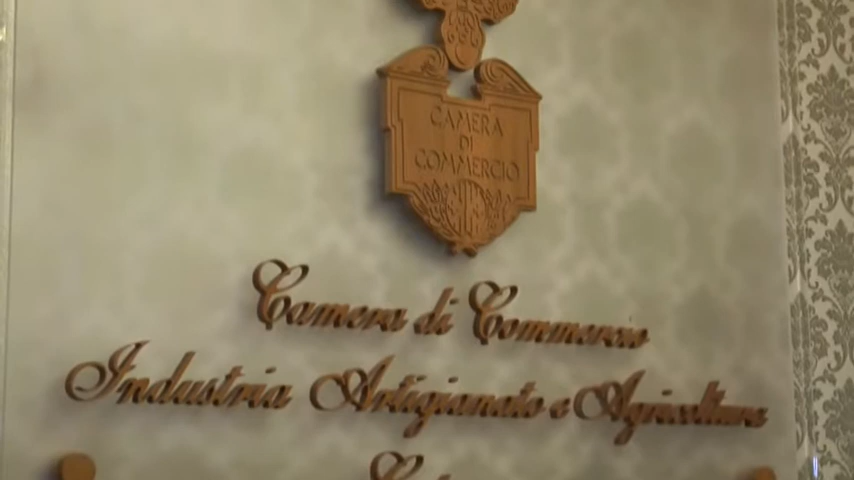 CAMERA
DI
COMMERCIO
Camera di Commercio
Industria Artigianato e Agricoltura